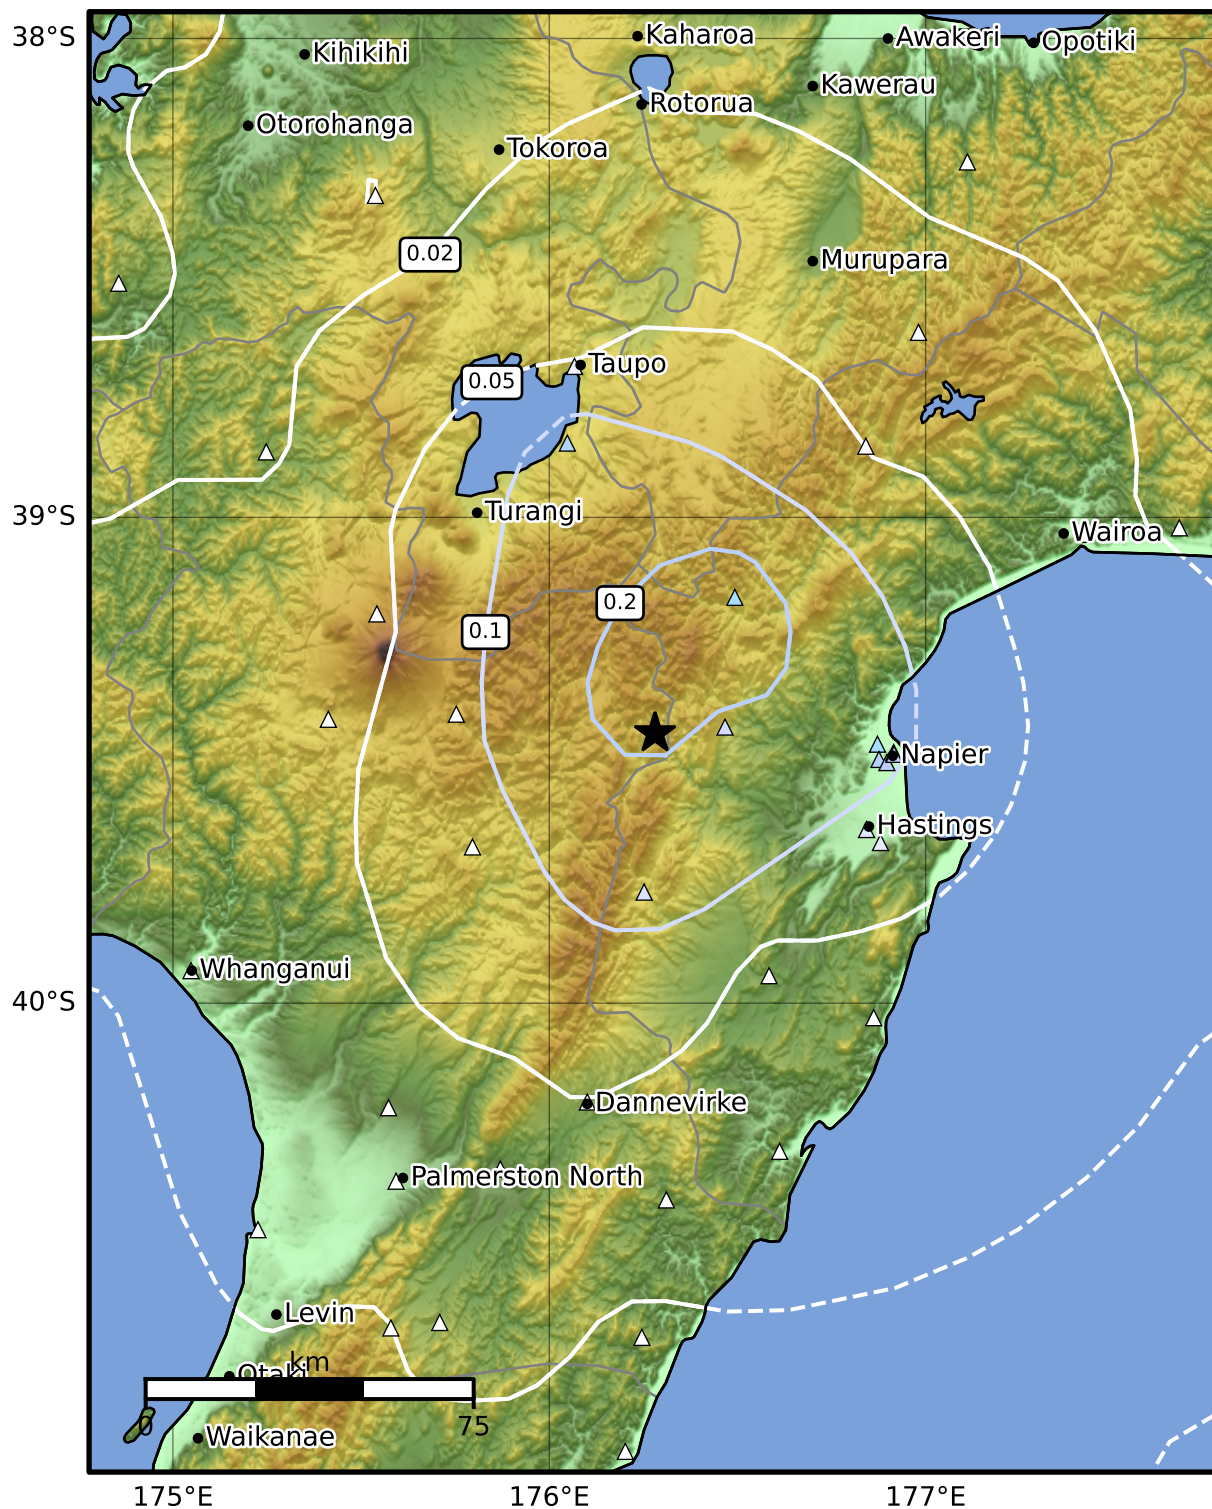 38°S
Kaharoa
Awakeri
Opotiki
Kihikihi
Kawerau
Rotorua
Otorohanga
Tokoroa
0.02
Murupara
Taupo
0.05
39°S
Turangi
Wairoa
0.2
0.1
Napier
Hastings
Whanganui
40°S
Dannevirke
Palmerston North
Levin
km
Otaki
0
75
Waikanae
175°E
176°E
177°E